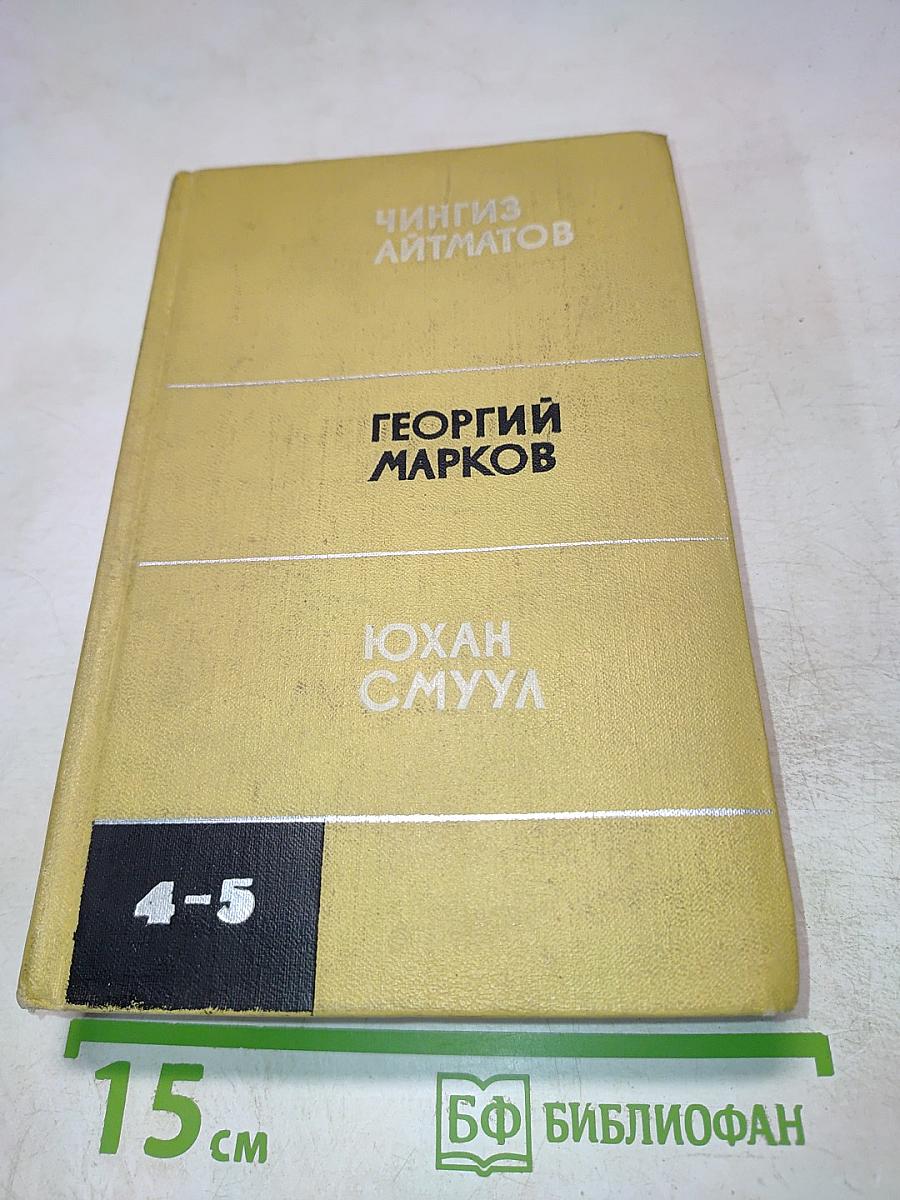 ЧИНГИЗ
АЙТМАТОВ
ГЕОРГИЙ
МАРКОВ
ЮХАН
СМУУЛ
4-5
15 см
БФ БИБЛИОФАН